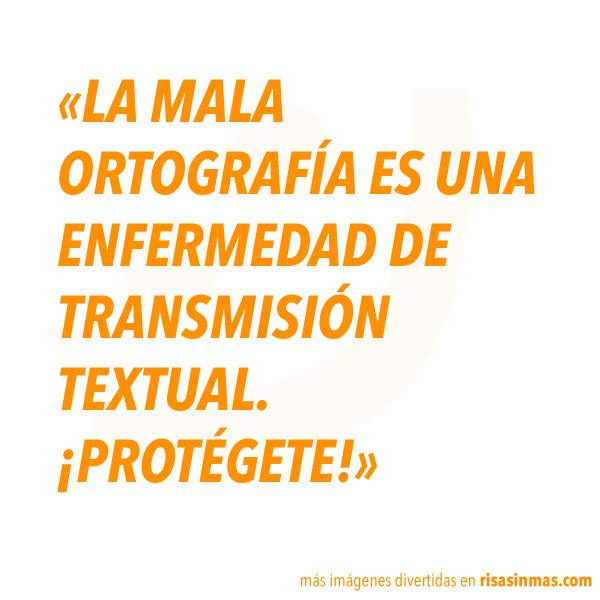 «LA MALA
ORTOGRAFÍA ES UNA
ENFERMEDAD DE
TRANSMISIÓN
TEXTUAL.
¡PROTÉGETE!»
más imágenes divertidas en risasinmas.com